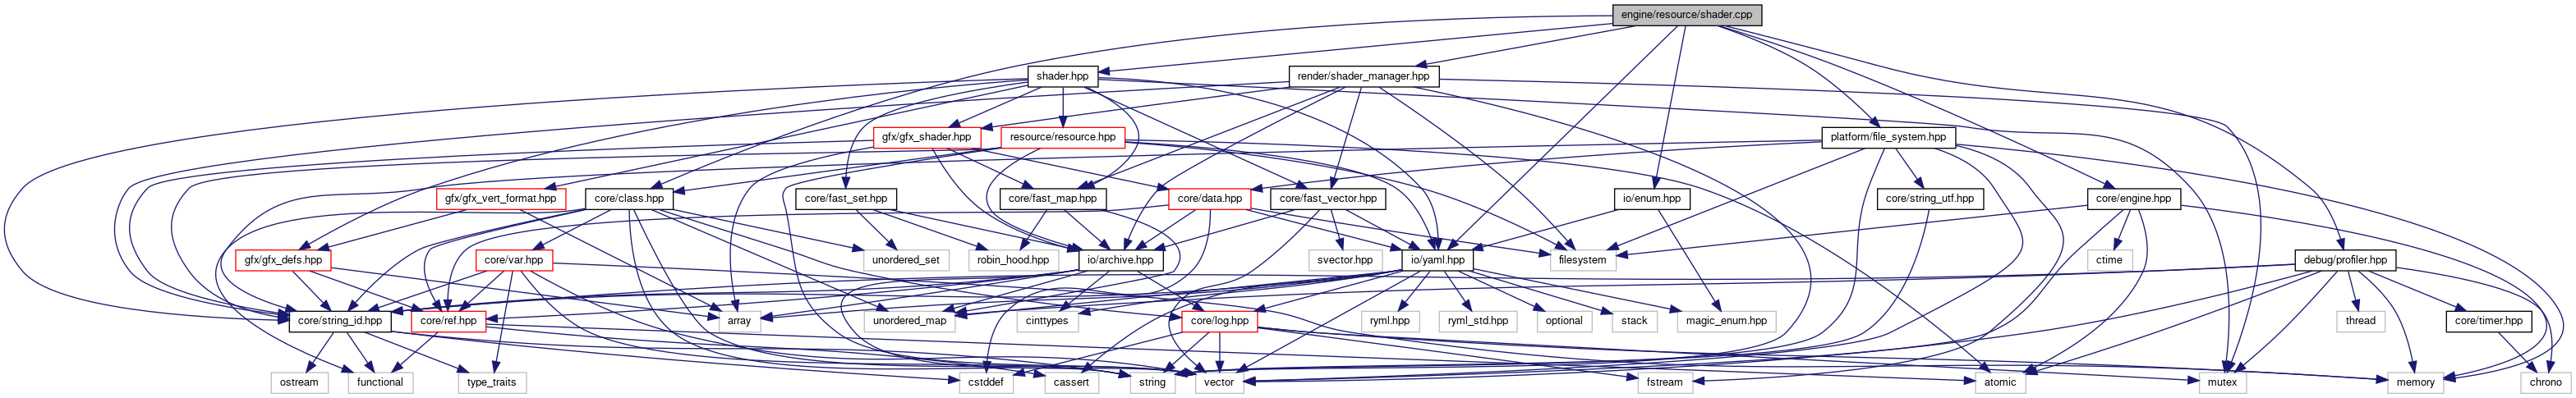 engine/resource/shader.cpp
shader.hpp
render/shader_manager.hpp
gfx/gfx_shader.hpp
resource/resource.hpp
platform/file_system.hpp
gfx/gfx_vert_format.hpp
core/class.hpp
core/fast_set.hpp
core/fast_map.hpp
core/data.hpp
core/fast_vector.hpp
io/enum.hpp
core/string_utf.hpp
core/engine.hpp
gfx/gfx_defs.hpp
core/var.hpp
unordered_set
robin_hood.hpp
io/archive.hpp
svector.hpp
io/yaml.hpp
filesystem
ctime
debug/profiler.hpp
core/string_id.hpp
core/ref.hpp
array
unordered_map
cinttypes
core/log.hpp
ryml.hpp
ryml_std.hpp
optional
stack
magic_enum.hpp
thread
core/timer.hpp
ostream
functional
type_traits
cstddef
cassert
string
vector
fstream
atomic
mutex
memory
chrono